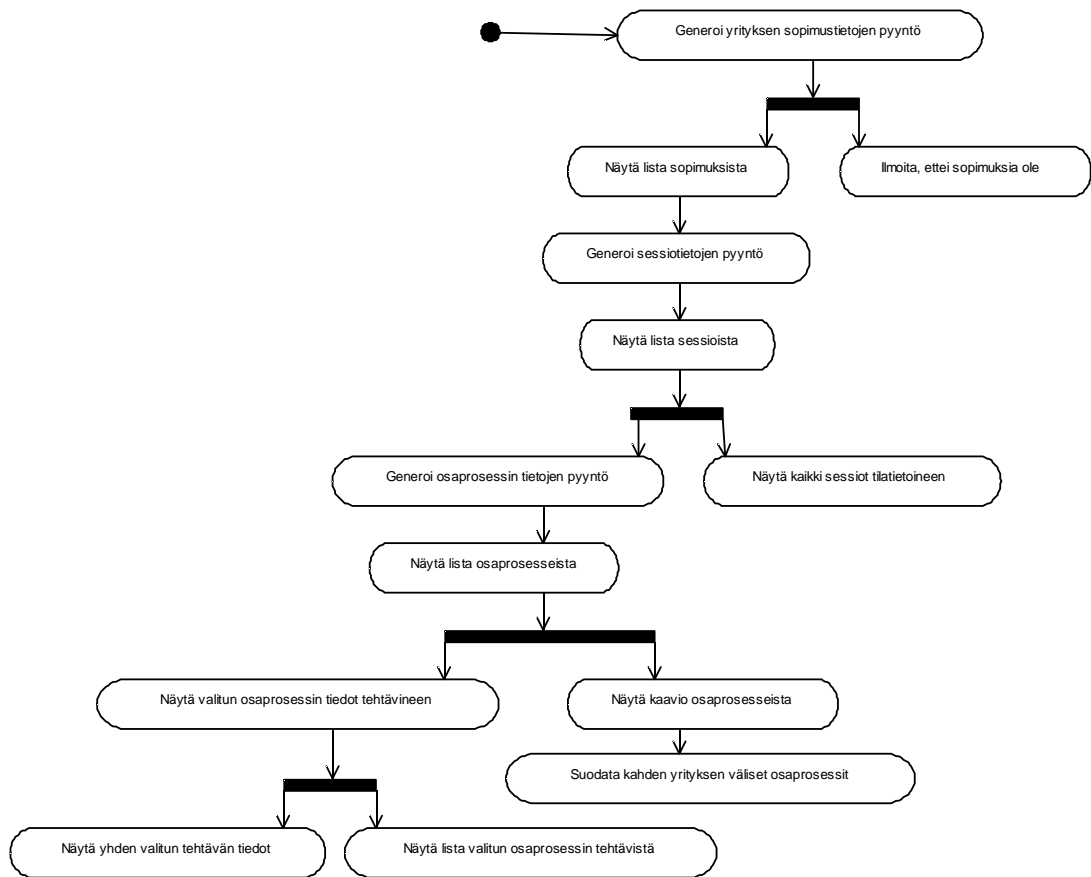 Generoi yrityksen sopimustietojen pyyntö
Näytä lista sopimuksista
Ilmoita, ettei sopimuksia ole
Generoi sessiotietojen pyyntö
Näytä lista sessioista
Generoi osaprosessin tietojen pyyntö
Näytä kaikki sessiot tilatietoineen
Näytä lista osaprosesseista
Näytä valitun osaprosessin tiedot tehtävineen
Näytä kaavio osaprosesseista
Suodata kahden yrityksen väliset osaprosessit
Näytä yhden valitun tehtävän tiedot
Näytä lista valitun osaprosessin tehtävistä